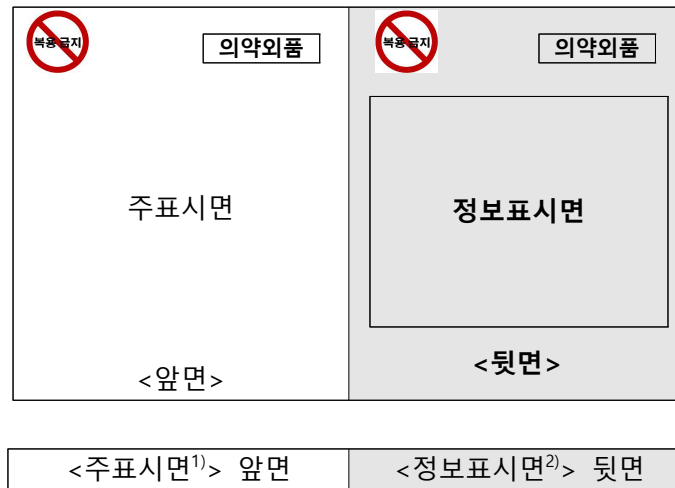 복용금지
의약외품
복용금지
의약외품
주표시면
정보표시면
<앞면>
<뒷면>
<주표시면1)> 앞면
<정보표시면2)> 뒷면